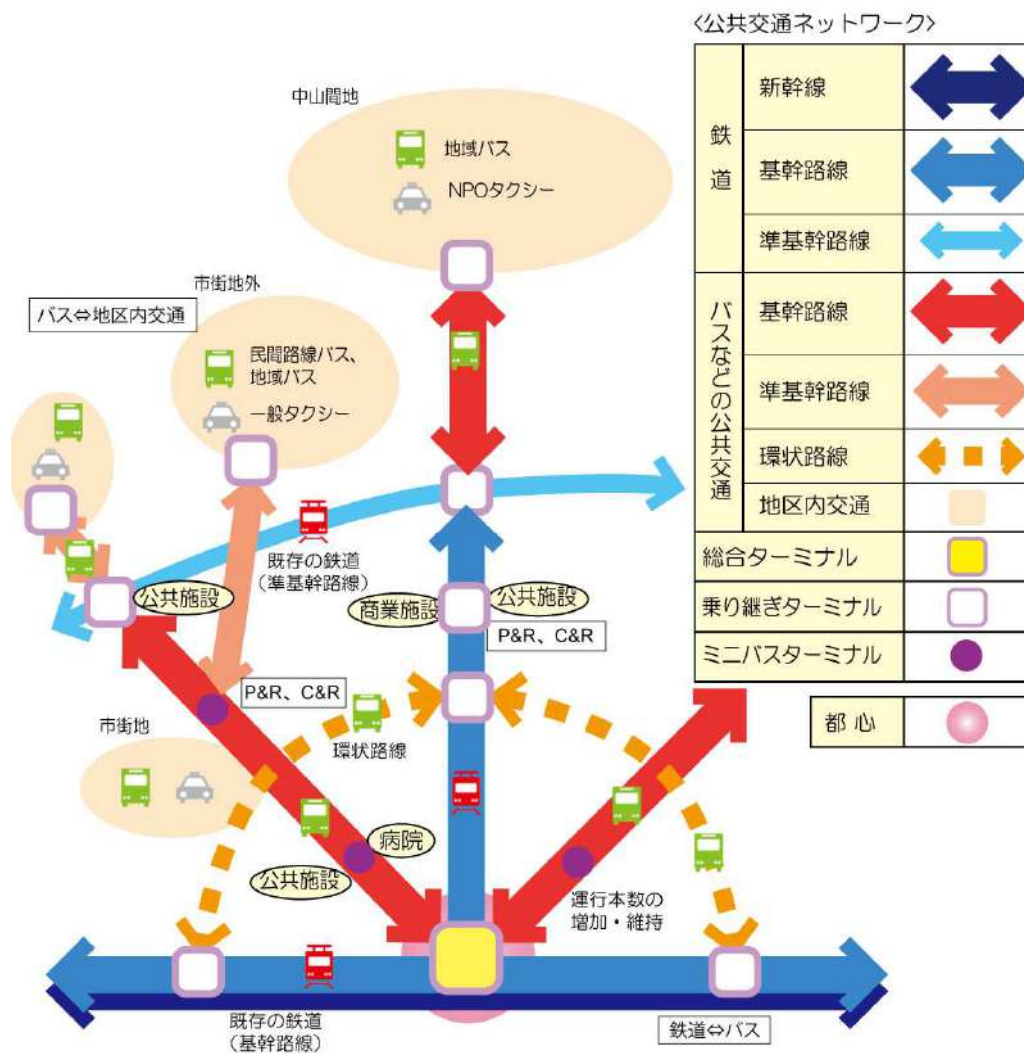 〈公共交通ネットワーク〉
鉄道
新幹線
基幹路線
準基幹路線
バスなどの公共交通
基幹路線
準基幹路線
環状路線
地区内交通
総合ターミナル
乗り継ぎターミナル
ミニバスターミナル
都心
中山間地
地域バス
NPOタクシー
市街地外
バス⇔地区内交通
民間路線バス、
地域バス
一般タクシー
既存の鉄道
(準基幹路線)
公共施設
商業施設
公共施設
P&R、C&R
P&R、C&R
環状路線
市街地
病院
公共施設
運行本数の
増加・維持
既存の鉄道
(基幹路線)
鉄道⇔バス